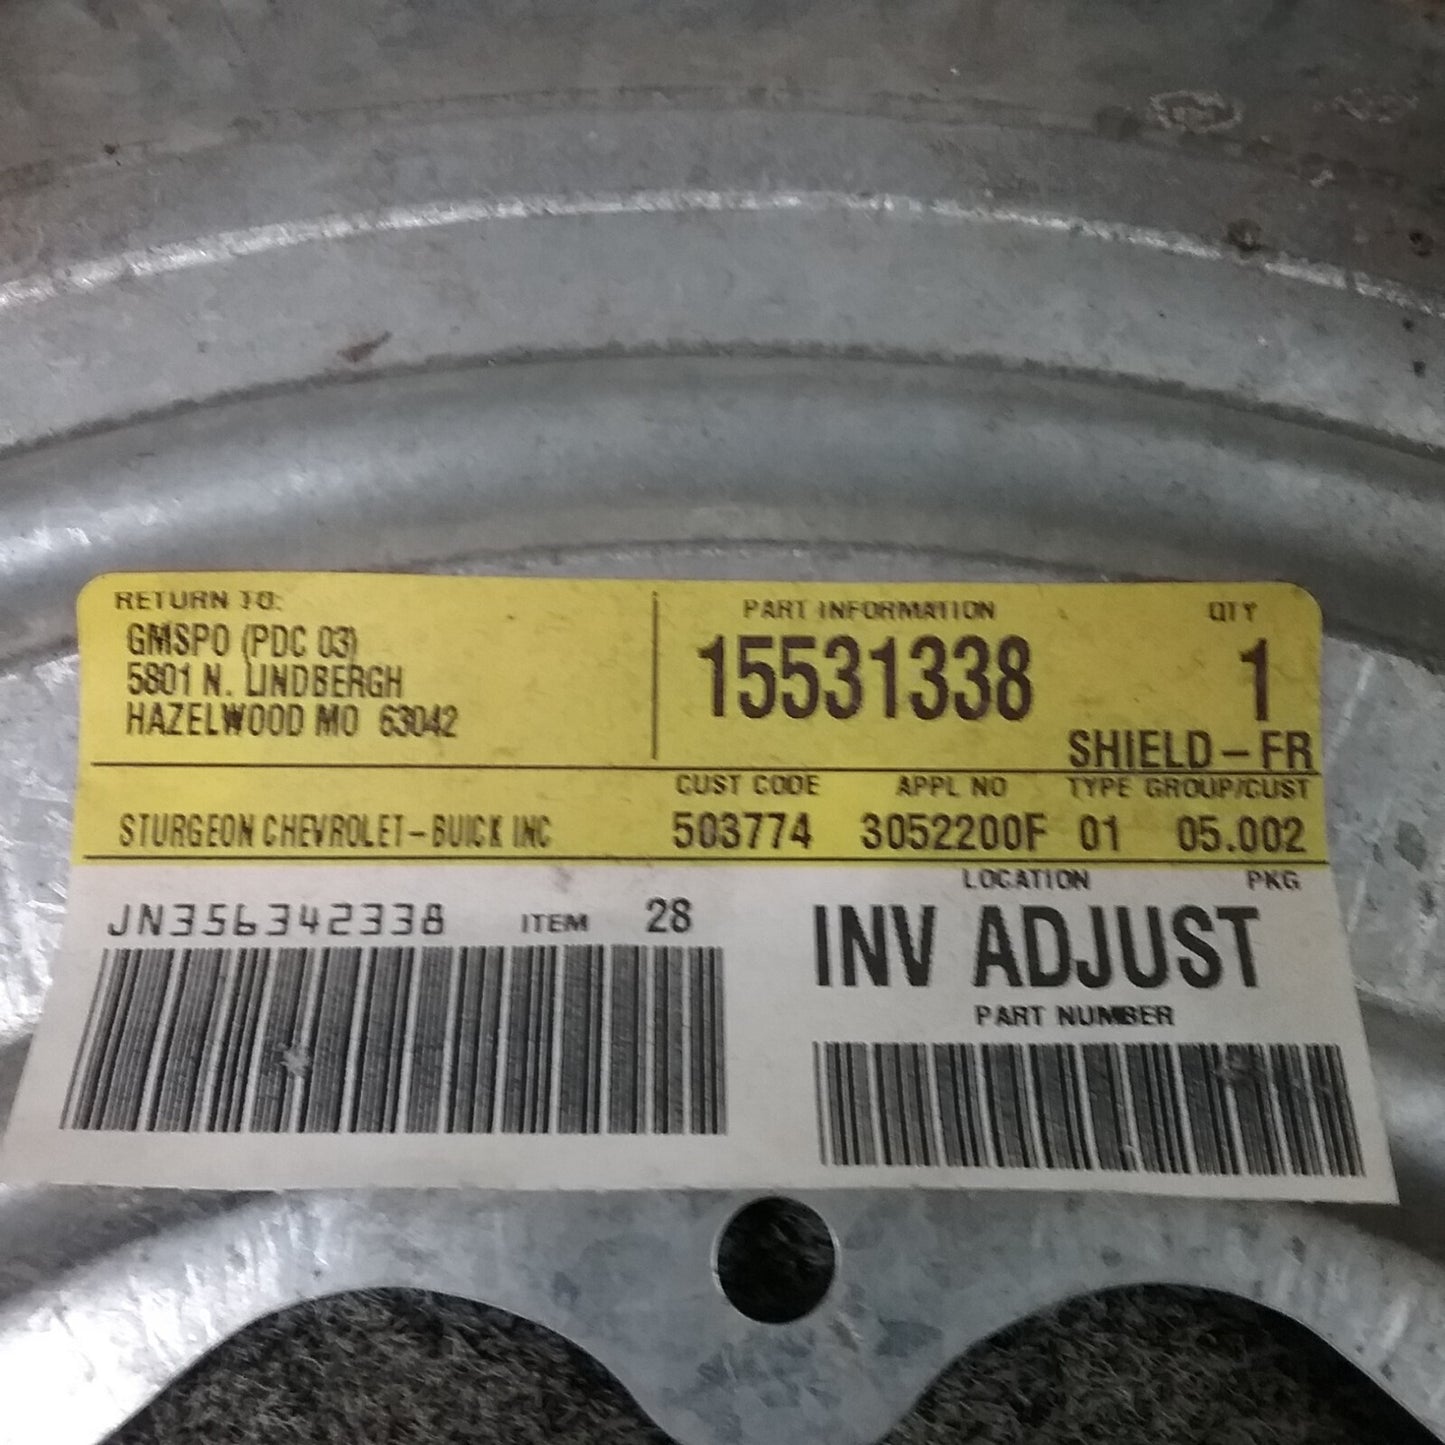 RETURN TO:
GMSPO (PDC 03)
5801 N. LINDBERGH
HAZELWOOD MO 63042
PART INFORMATION QTY
15531338 1
SHIELD-FR
CUST CODE APPL NO TYPE GROUP/CUST
STURGEON CHEVROLET-BUICK INC 503774 3052200F 01 05.002
LOCATION PKG
JN356342338 ITEM 28
INV ADJUST
PART NUMBER